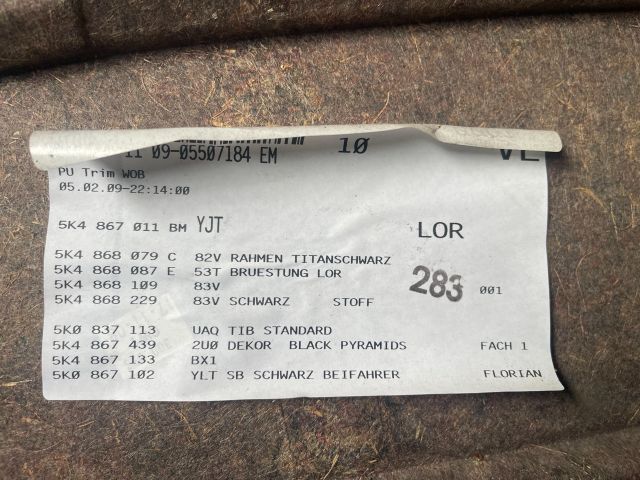 11 09-05507184 EM 10 VL
PU Trim WOB
05.02.09-22:14:00
5K4 867 011 BM YJT LOR
5K4 868 079 C 82V RAHMEN TITANSCHWARZ
5K4 868 087 E 53T BRUESTUNG LOR
5K4 868 109 83V 283 001
5K4 868 229 83V SCHWARZ STOFF
5K0 837 113 UAQ TIB STANDARD
5K4 867 439 2U0 DEKOR BLACK PYRAMIDS FACH 1
5K4 867 133 BX1
5K0 867 102 YLT SB SCHWARZ BEIFAHRER FLORIAN